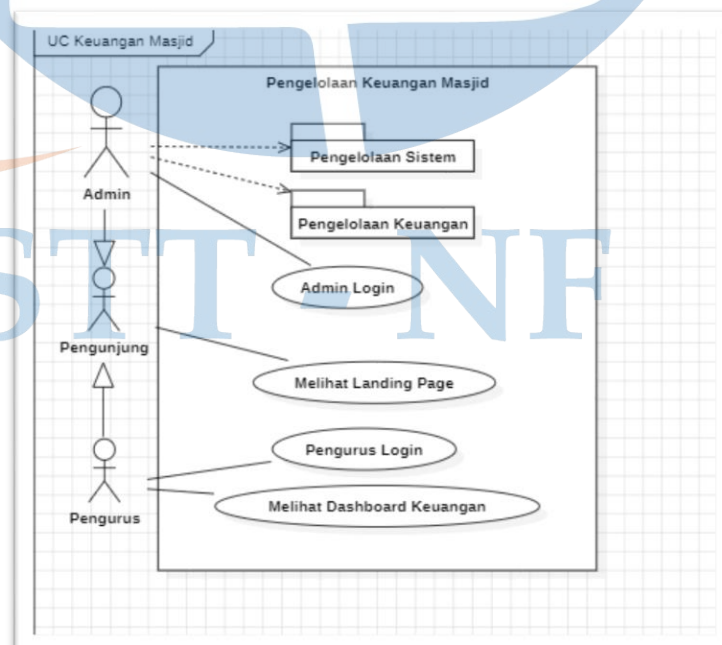 UC Keuangan Masjid
Pengelolaan Keuangan Masjid
Pengelolaan Sistem
Admin
Pengelolaan Keuangan
STT - NF
Admin Login
Pengunjung
Melihat Landing Page
Pengurus Login
Melihat Dashboard Keuangan
Pengurus